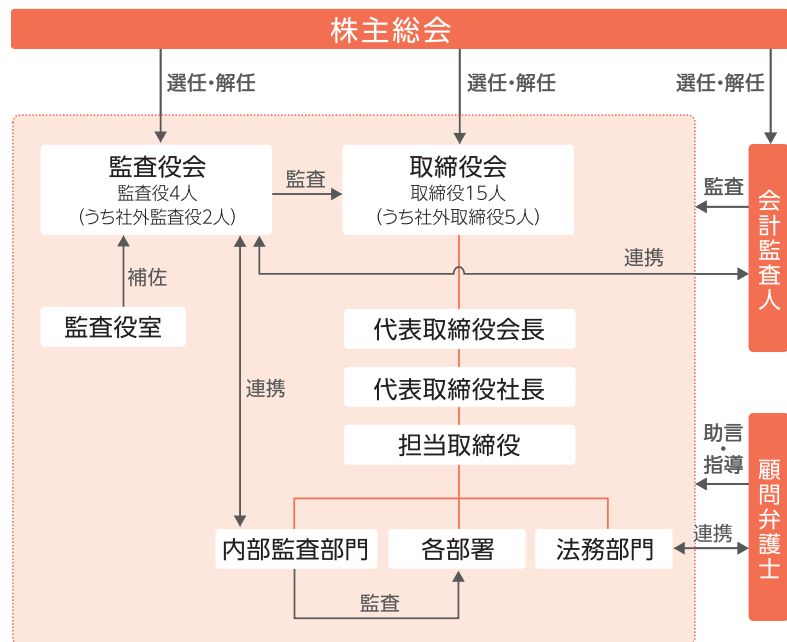 株主総会
選任・解任
選任・解任
選任・解任
監査役会
監査役4人
（うち社外監査役2人）
監査
取締役会
取締役15人
（うち社外取締役5人）
監査
会計監査人
連携
補佐
監査役室
代表取締役会長
連携
代表取締役社長
担当取締役
助言
・
指導
顧問弁護士
内部監査部門
各部署
法務部門
連携
監査